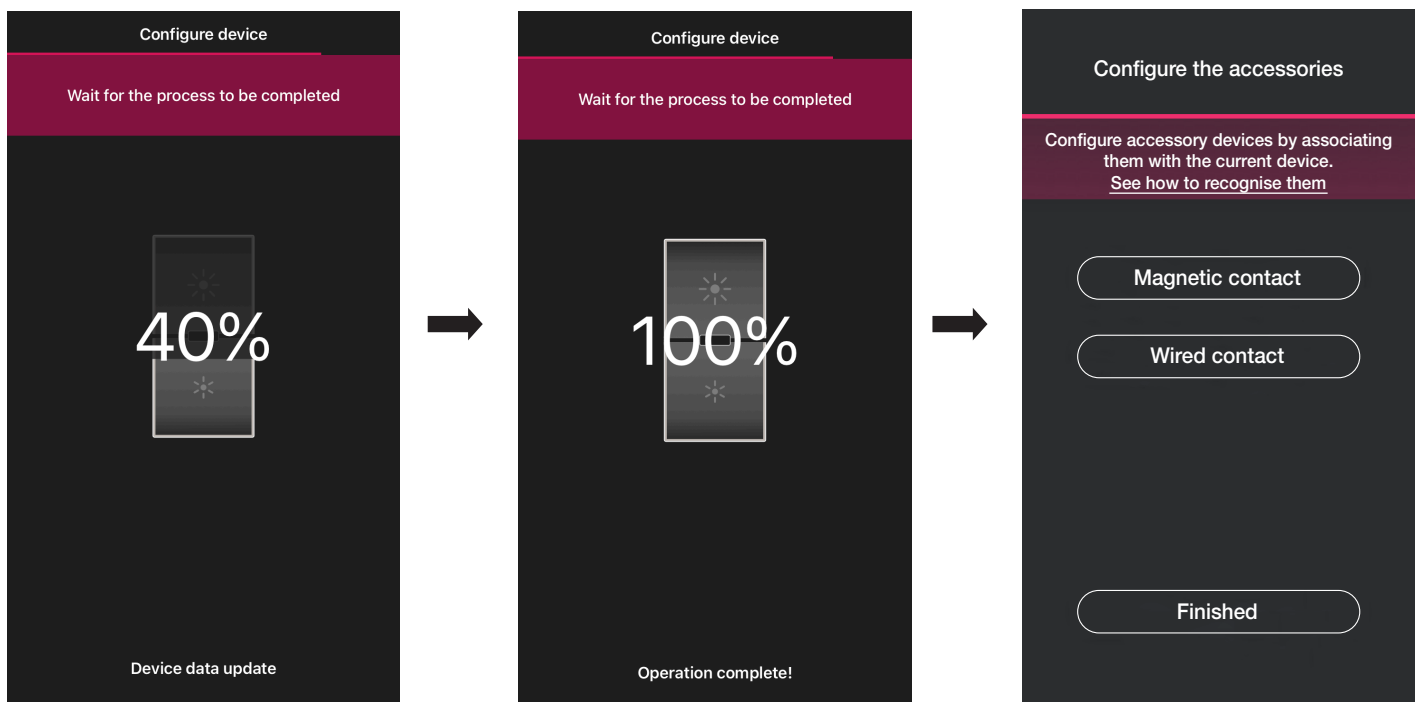 Configure device
Wait for the process to be completed
40%
Device data update
Configure device
Wait for the process to be completed
100%
Operation complete!
Configure the accessories
Configure accessory devices by associating
them with the current device.
See how to recognise them
Magnetic contact
Wired contact
Finished